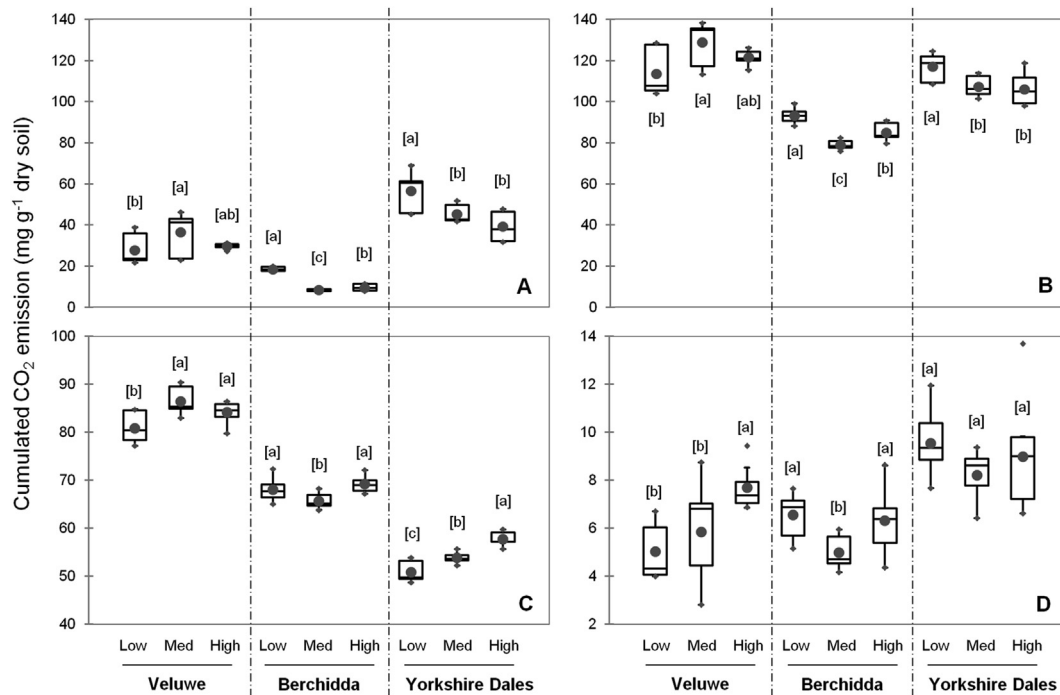 Cumulated CO₂ emission (mg g⁻¹ dry soil)
140
120
100
80
60
40
20
0
[b]
[a]
[ab]
[a]
[c]
[b]
[a]
[b]
[b]
A
140
120
100
80
60
40
20
0
[b]
[a]
[ab]
[a]
[c]
[b]
[a]
[b]
[b]
B
100
90
80
70
60
50
40
[b]
[a]
[a]
[a]
[b]
[a]
[c]
[b]
[a]
C
14
12
10
8
6
4
2
[b]
[b]
[a]
[a]
[b]
[a]
[a]
[a]
[a]
D
Low Med High Low Med High Low Med High
Veluwe Berchidda Yorkshire Dales
Low Med High Low Med High Low Med High
Veluwe Berchidda Yorkshire Dales